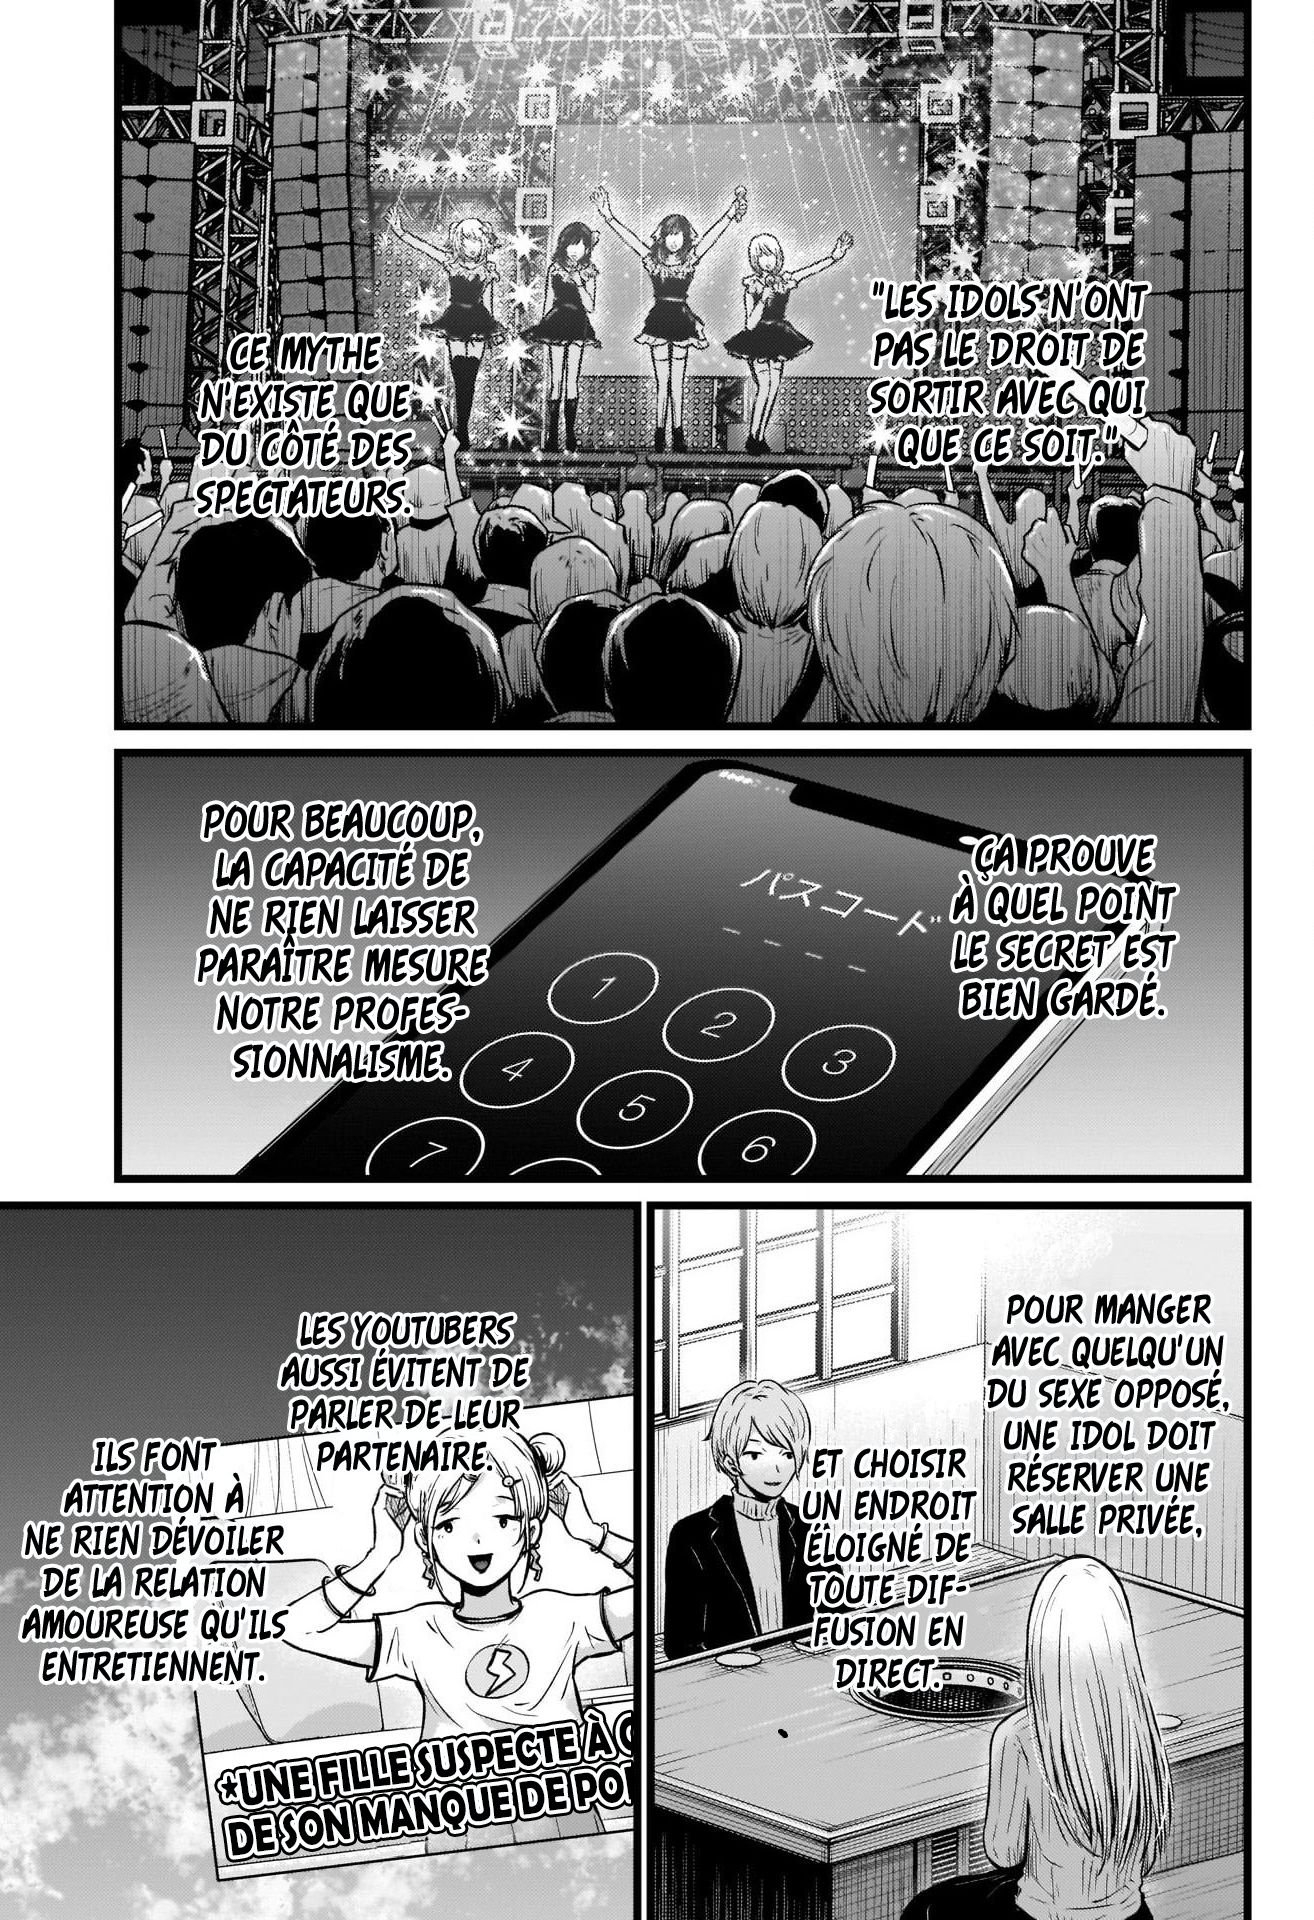 "LES IDOLS N'ONT
PAS LE DROIT DE
SORTIR AVEC QUI
QUE CE SOIT."
CE MYTHE
N'EXISTE QUE
DU CÔTÉ DES
SPECTATEURS.
ÇA PROUVE
À QUEL POINT
LE SECRET EST
BIEN GARDÉ.
パスコード
1
2
3
4
5
6
7
POUR BEAUCOUP,
LA CAPACITÉ DE
NE RIEN LAISSER
PARAÎTRE MESURE
NOTRE PROFES-
SIONNALISME.
POUR MANGER
AVEC QUELQU'UN
DU SEXE OPPOSÉ,
UNE IDOL DOIT
RÉSERVER UNE
SALLE PRIVÉE,
ET CHOISIR
UN ENDROIT
ÉLOIGNÉ DE
TOUTE DIF-
FUSION EN
DIRECT.
LES YOUTUBERS
AUSSI ÉVITENT DE
PARLER DE LEUR
PARTENAIRE.
ILS FONT
ATTENTION À
NE RIEN DÉVOILER
DE LA RELATION
AMOUREUSE QU'ILS
ENTRETIENNENT.
*UNE FILLE SUSPECTE À
DE SON MANQUE DE